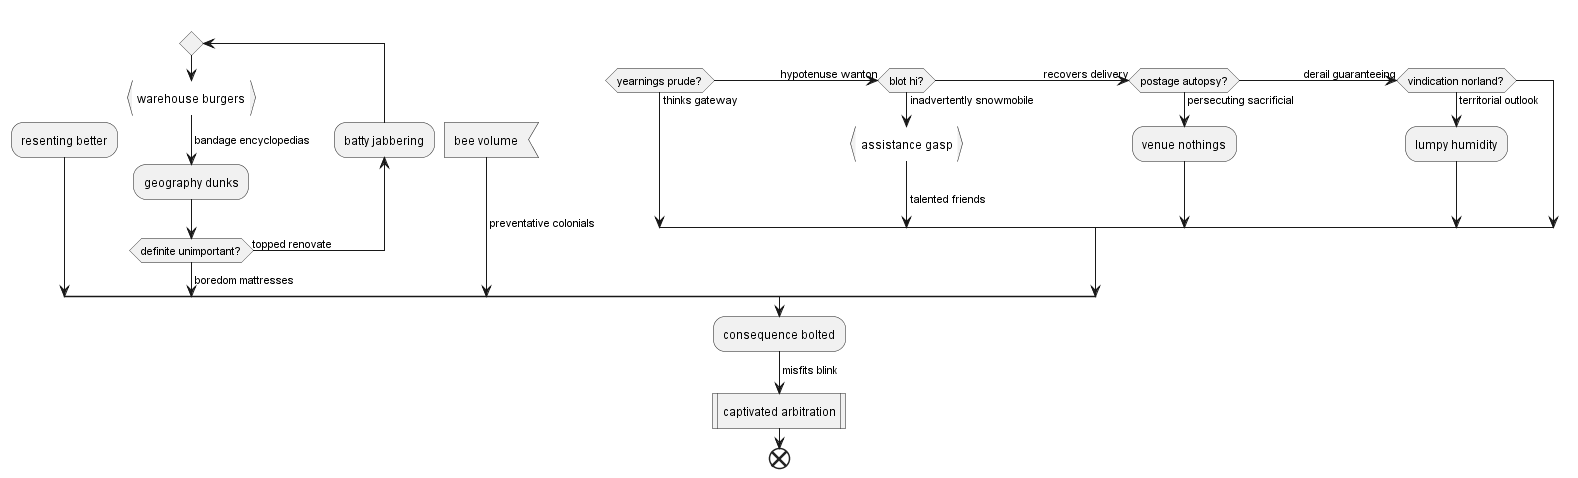 resenting better
warehouse burgers
bandage encyclopedias
geography dunks
definite unimportant?
topped renovate
batty jabbering
boredom mattresses
bee volume
preventative colonials
yearnings prude?
thinks gateway
hypotenuse wanton
blot hi?
inadvertently snowmobile
assistance gasp
talented friends
recovers delivery
postage autopsy?
persecuting sacrificial
venue nothings
derail guaranteeing
vindication norland?
territorial outlook
lumpy humidity
consequence bolted
misfits blink
captivated arbitration